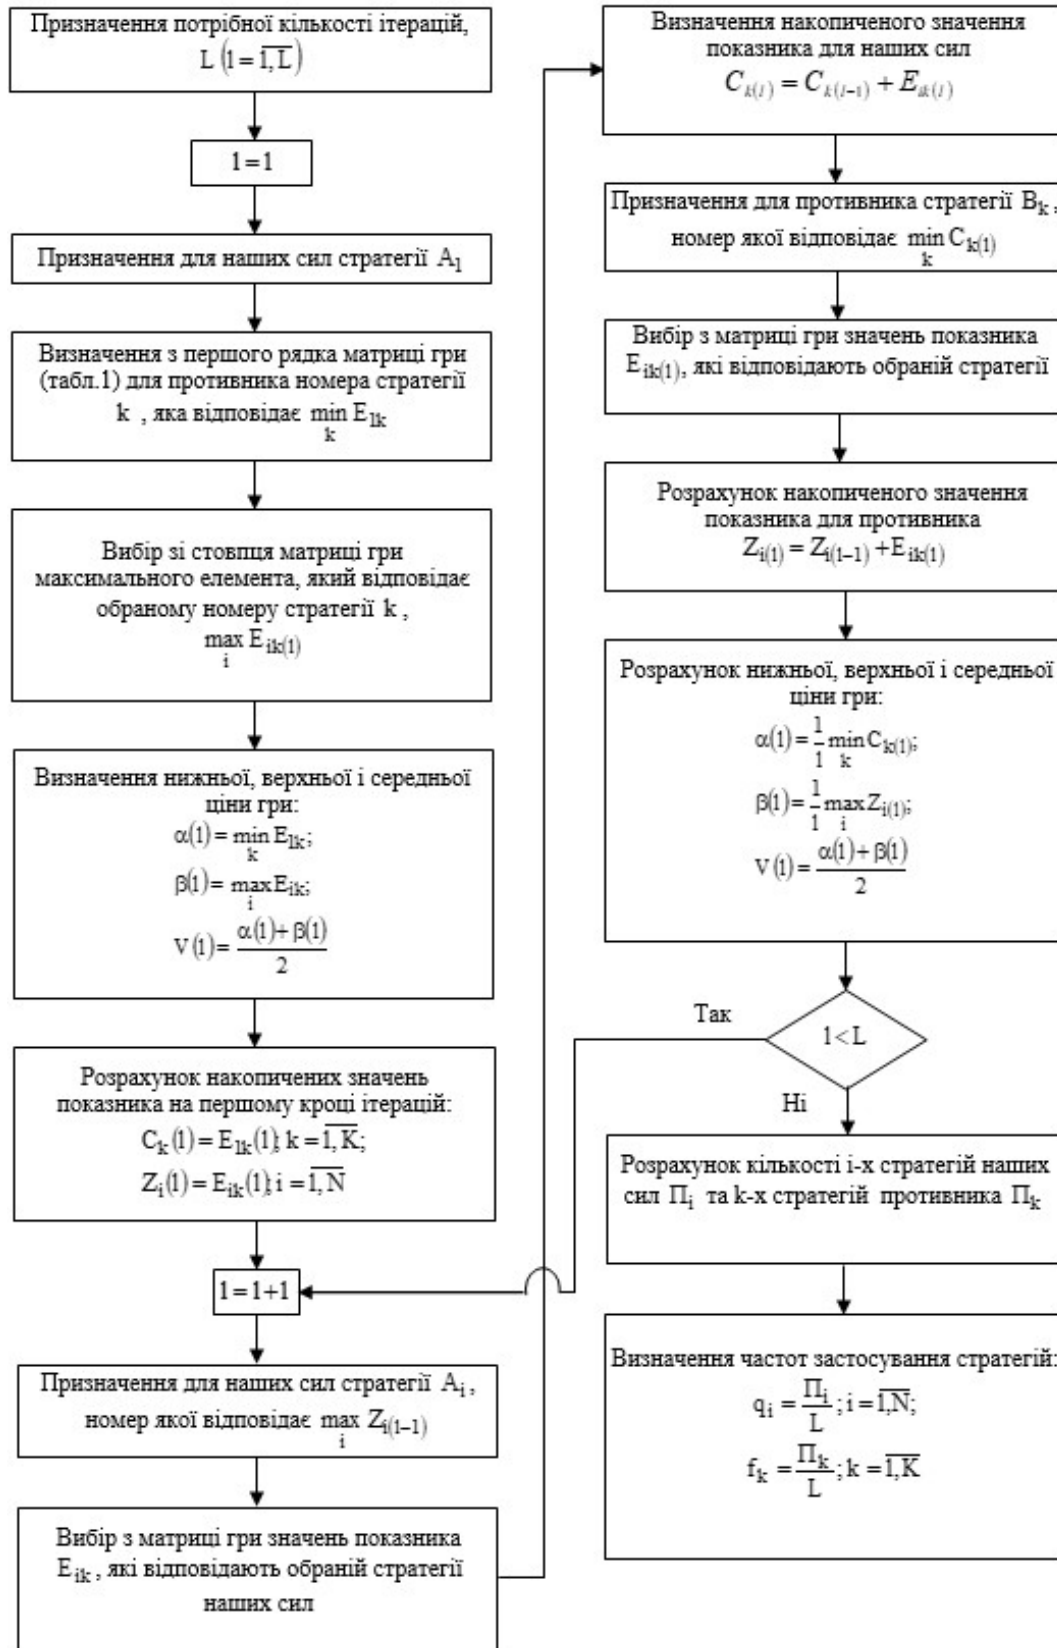 Призначення потрібної кількості ітерацій,
L (l = 1, L)
l = 1
Призначення для наших сил стратегії A₁
Визначення з першого рядка матриці гри
(табл.1) для противника номера стратегії
k , яка відповідає min E₁ₖ
k
Вибір зі стовпця матриці гри
максимального елемента, який відповідає
обраному номеру стратегії k ,
max Eᵢₖ₍₁₎
i
Визначення нижньої, верхньої і середньої
ціни гри:
α(1) = min E₁ₖ;
k
β(1) = max Eᵢₖ;
i
V(1) = (α(1) + β(1)) / 2
Розрахунок накопичених значень
показника на першому кроці ітерацій:
Cₖ(1) = E₁ₖ(1); k = 1, K;
Zᵢ(1) = Eᵢₖ(1); i = 1, N
l = l + 1
Призначення для наших сил стратегії Aᵢ ,
номер якої відповідає max Zᵢ₍ₗ₋₁₎
i
Вибір з матриці гри значень показника
Eᵢₖ , які відповідають обраній стратегії
наших сил
Визначення накопиченого значення
показника для наших сил
Cₖ₍ₗ₎ = Cₖ₍ₗ₋₁₎ + Eᵢₖ₍ₗ₎
Призначення для противника стратегії Bₖ ,
номер якої відповідає min Cₖ₍ₗ₎
k
Вибір з матриці гри значень показника
Eᵢₖ₍ₗ₎, які відповідають обраній стратегії
Розрахунок накопиченого значення
показника для противника
Zᵢ₍ₗ₎ = Zᵢ₍ₗ₋₁₎ + Eᵢₖ₍ₗ₎
Розрахунок нижньої, верхньої і середньої
ціни гри:
α(l) = 1/l min Cₖ₍ₗ₎;
k
β(l) = 1/l max Zᵢ₍ₗ₎;
i
V(l) = (α(l) + β(l)) / 2
Так
l < L
Ні
Розрахунок кількості i-х стратегій наших
сил Πᵢ та k-х стратегій противника Πₖ
Визначення частот застосування стратегій:
qᵢ = Πᵢ / L ; i = 1, N;
fₖ = Πₖ / L ; k = 1, K